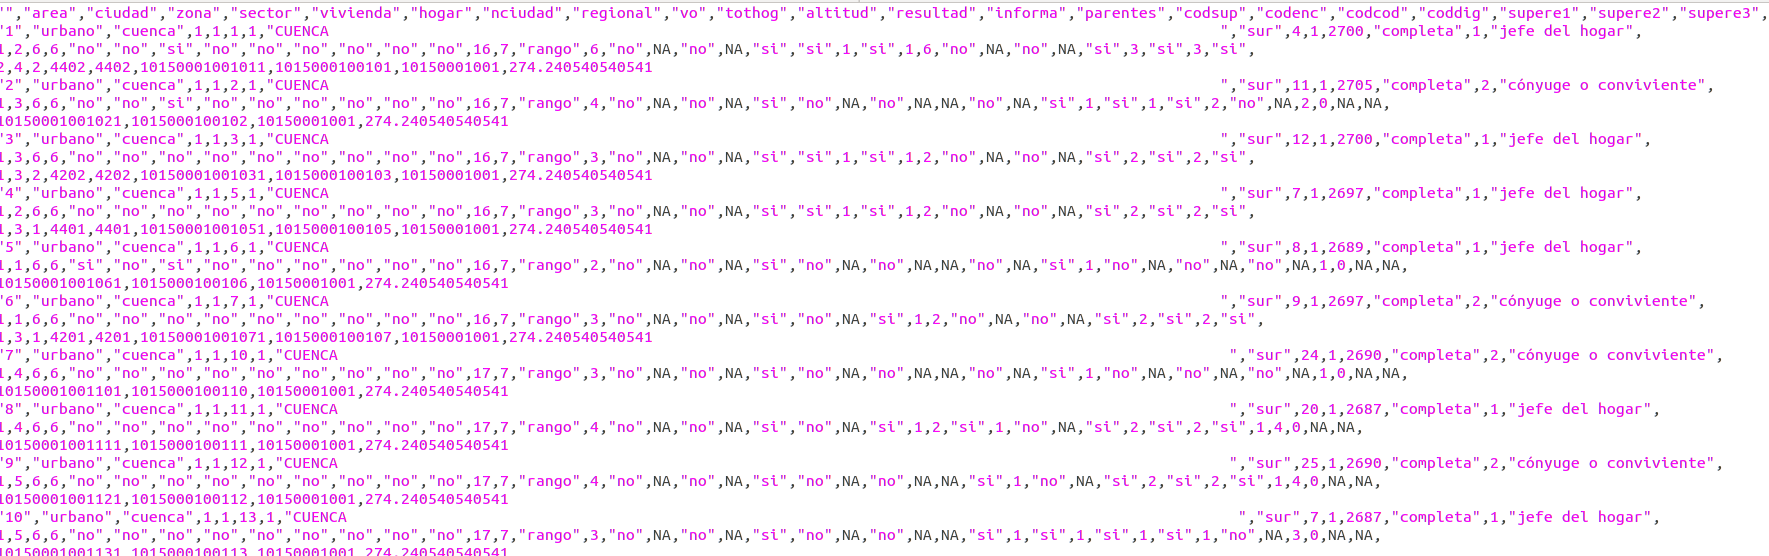 "","area","ciudad","zona","sector","vivienda","hogar","nciudad","regional","vo","tothog","altitud","resultad","informa","parentes","codsup","codenc","codcod","coddig","supere1","supere2","supere3",
"1","urbano","cuenca",1,1,1,1,"CUENCA ","sur",4,1,2700,"completa",1,"jefe del hogar",
1,2,6,6,"no","no","si","no","no","no","no","no","no",16,7,"rango",6,"no",NA,"no",NA,"si","si",1,"si",1,6,"no",NA,"no",NA,"si",3,"si",3,"si",
2,4,2,4402,4402,10150001001011,1015000100101,10150001001,274.240540540541
"2","urbano","cuenca",1,1,2,1,"CUENCA ","sur",11,1,2705,"completa",2,"cónyuge o conviviente",
1,3,6,6,"no","no","si","no","no","no","no","no","no",16,7,"rango",4,"no",NA,"no",NA,"si","no",NA,"no",NA,NA,"no",NA,"si",1,"si",1,"si",2,"no",NA,2,0,NA,NA,
10150001001021,1015000100102,10150001001,274.240540540541
"3","urbano","cuenca",1,1,3,1,"CUENCA ","sur",12,1,2700,"completa",1,"jefe del hogar",
1,3,6,6,"no","no","no","no","no","no","no","no","no",16,7,"rango",3,"no",NA,"no",NA,"si","si",1,"si",1,2,"no",NA,"no",NA,"si",2,"si",2,"si",
1,3,2,4202,4202,10150001001031,1015000100103,10150001001,274.240540540541
"4","urbano","cuenca",1,1,5,1,"CUENCA ","sur",7,1,2697,"completa",1,"jefe del hogar",
1,2,6,6,"no","no","no","no","no","no","no","no","no",16,7,"rango",3,"no",NA,"no",NA,"si","si",1,"si",1,2,"no",NA,"no",NA,"si",2,"si",2,"si",
1,3,1,4401,4401,10150001001051,1015000100105,10150001001,274.240540540541
"5","urbano","cuenca",1,1,6,1,"CUENCA ","sur",8,1,2689,"completa",1,"jefe del hogar",
1,1,6,6,"si","no","si","no","no","no","no","no","no",16,7,"rango",2,"no",NA,"no",NA,"si","no",NA,"no",NA,NA,"no",NA,"si",1,"no",NA,"no",NA,"no",NA,1,0,NA,NA,
10150001001061,1015000100106,10150001001,274.240540540541
"6","urbano","cuenca",1,1,7,1,"CUENCA ","sur",9,1,2697,"completa",2,"cónyuge o conviviente",
1,1,6,6,"no","no","no","no","no","no","no","no","no",16,7,"rango",3,"no",NA,"no",NA,"si","no",NA,"si",1,2,"no",NA,"no",NA,"si",2,"si",2,"si",
1,3,1,4201,4201,10150001001071,1015000100107,10150001001,274.240540540541
"7","urbano","cuenca",1,1,10,1,"CUENCA ","sur",24,1,2690,"completa",2,"cónyuge o conviviente",
1,4,6,6,"no","no","no","no","no","no","no","no","no",17,7,"rango",3,"no",NA,"no",NA,"si","no",NA,"no",NA,NA,"no",NA,"si",1,"no",NA,"no",NA,"no",NA,1,0,NA,NA,
10150001001101,1015000100110,10150001001,274.240540540541
"8","urbano","cuenca",1,1,11,1,"CUENCA ","sur",20,1,2687,"completa",1,"jefe del hogar",
1,4,6,6,"no","no","no","no","no","no","no","no","no",17,7,"rango",4,"no",NA,"no",NA,"si","no",NA,"si",1,2,"si",1,"no",NA,"si",2,"si",2,"si",1,4,0,NA,NA,
10150001001111,1015000100111,10150001001,274.240540540541
"9","urbano","cuenca",1,1,12,1,"CUENCA ","sur",25,1,2690,"completa",2,"cónyuge o conviviente",
1,5,6,6,"no","no","no","no","no","no","no","no","no",17,7,"rango",4,"no",NA,"no",NA,"si","no",NA,"no",NA,NA,"si",1,"no",NA,"si",2,"si",2,"si",1,4,0,NA,NA,
10150001001121,1015000100112,10150001001,274.240540540541
"10","urbano","cuenca",1,1,13,1,"CUENCA ","sur",7,1,2687,"completa",1,"jefe del hogar",
1,5,6,6,"no","no","no","no","no","no","no","no","no",17,7,"rango",3,"no",NA,"no",NA,"si","no",NA,"no",NA,NA,"si",1,"si",1,"si",1,"si",1,"no",NA,3,0,NA,NA,
10150001001131,1015000100113,10150001001,274.240540540541